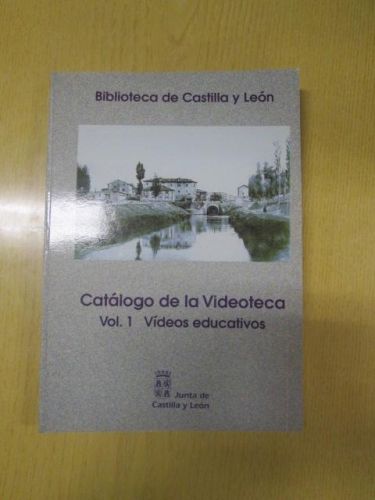 Biblioteca de Castilla y León
Catálogo de la Videoteca
Vol. 1 Vídeos educativos
Junta de
Castilla y León